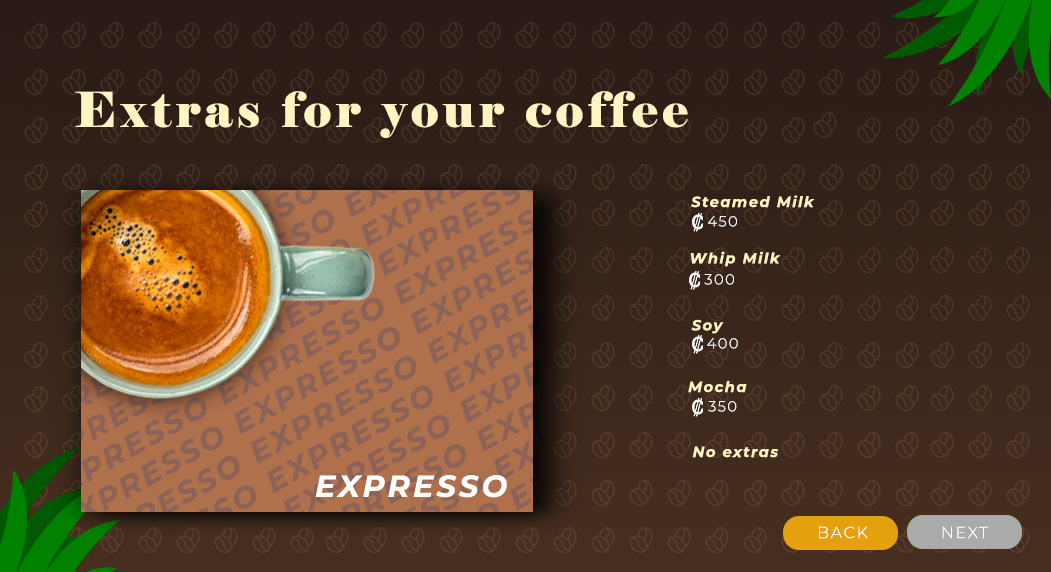 Extras for your coffee
Steamed Milk
₡450
Whip Milk
₡300
Soy
₡400
Mocha
₡350
No extras
EXPRESSO
BACK
NEXT